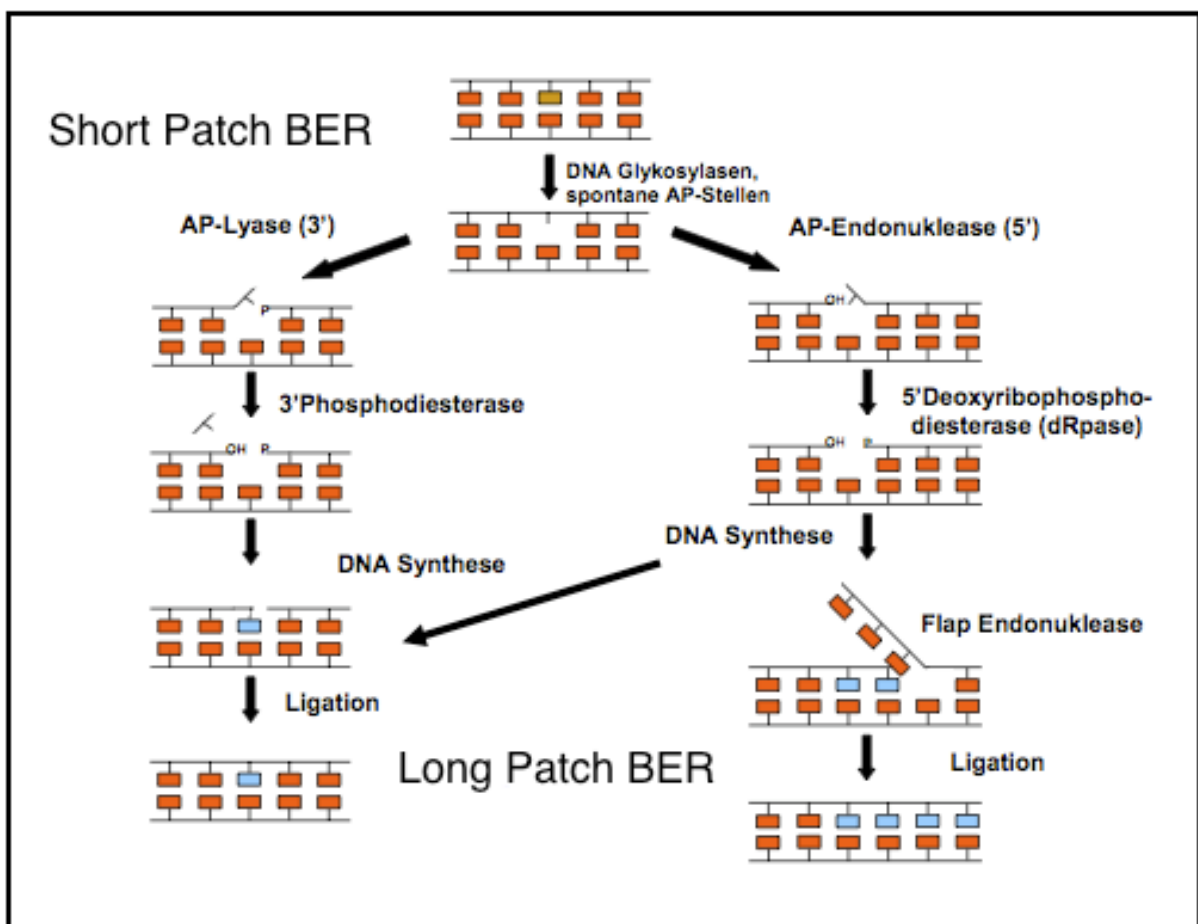 Short Patch BER
DNA Glykosylasen,
spontane AP-Stellen
AP-Lyase (3')
AP-Endonuklease (5')
P
OH
3'Phosphodiesterase
5'Deoxyribophospho-
diesterase (dRpase)
OH P
OH P
DNA Synthese
DNA Synthese
Flap Endonuklease
Ligation
Long Patch BER
Ligation